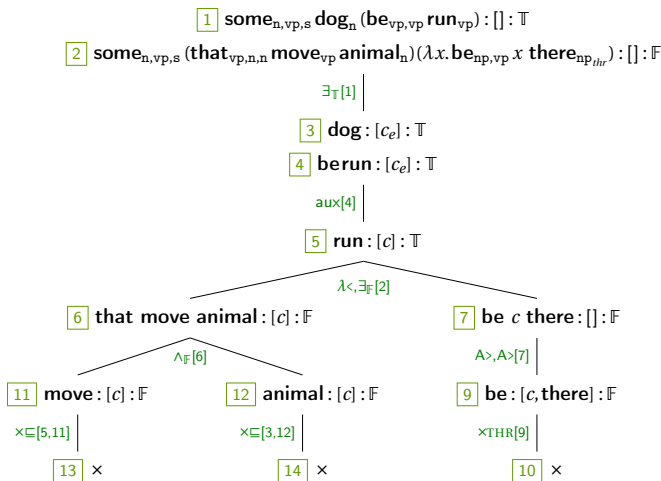 1 some_{n,vp,s} dog_n (be_{vp,vp} run_{vp}) : [] : 𝕋
2 some_{n,vp,s} (that_{vp,n,n} move_{vp} animal_n)(λx. be_{np,vp} x there_{np_{thr}}) : [] : 𝔽
∃_𝕋[1]
3 dog : [c_e] : 𝕋
4 be run : [c_e] : 𝕋
aux[4]
5 run : [c] : 𝕋
λ<,∃_𝔽[2]
6 that move animal : [c] : 𝔽 7 be c there : [] : 𝔽
∧_𝔽[6] A>,A>[7]
11 move : [c] : 𝔽 12 animal : [c] : 𝔽 9 be : [c, there] : 𝔽
×⊑[5,11] ×⊑[3,12] ×THR[9]
13 × 14 × 10 ×